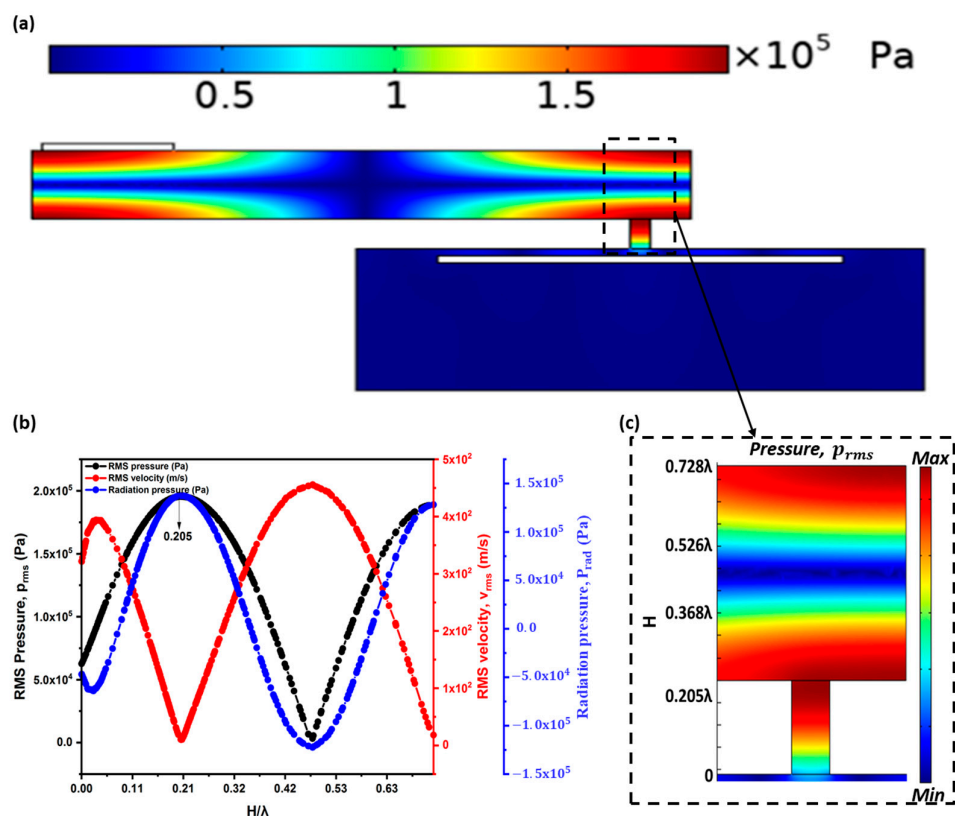 (a)
×10⁵ Pa
0.5 1 1.5
(b)
RMS pressure (Pa)
RMS velocity (m/s)
Radiation pressure (Pa)
RMS Pressure, p_rms (Pa)
2.0x10⁵
1.5x10⁵
1.0x10⁵
5.0x10⁴
0.0
0.205
0.00 0.11 0.21 0.32 0.42 0.53 0.63
H/λ
5x10²
4x10²
3x10²
2x10²
1x10²
0
RMS velocity, v_rms (m/s)
1.5x10⁵
1.0x10⁵
5.0x10⁴
0.0
−5.0x10⁴
−1.0x10⁵
−1.5x10⁵
Radiation pressure, P_rad (Pa)
(c)
Pressure, p_rms
Max
0.728λ
0.526λ
0.368λ
0.205λ
0
H
Min